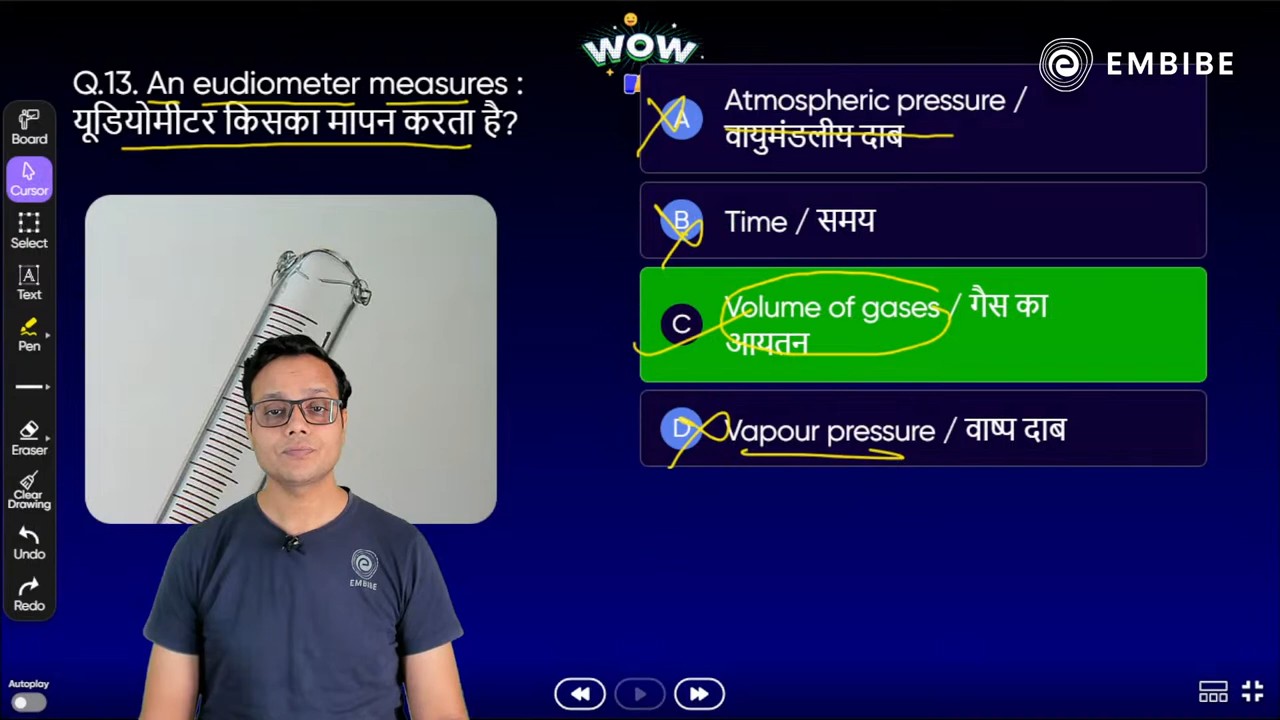 WOW
EMBIBE
Q.13. An eudiometer measures :
यूडियोमीटर किसका मापन करता है?
A
Atmospheric pressure /
वायुमंडलीय दाब
B
Time / समय
C
Volume of gases / गैस का
आयतन
D
Vapour pressure / वाष्प दाब
Board
Cursor
Select
A
Text
Pen
Eraser
Clear
Drawing
Undo
Redo
Autoplay
EMBIBE